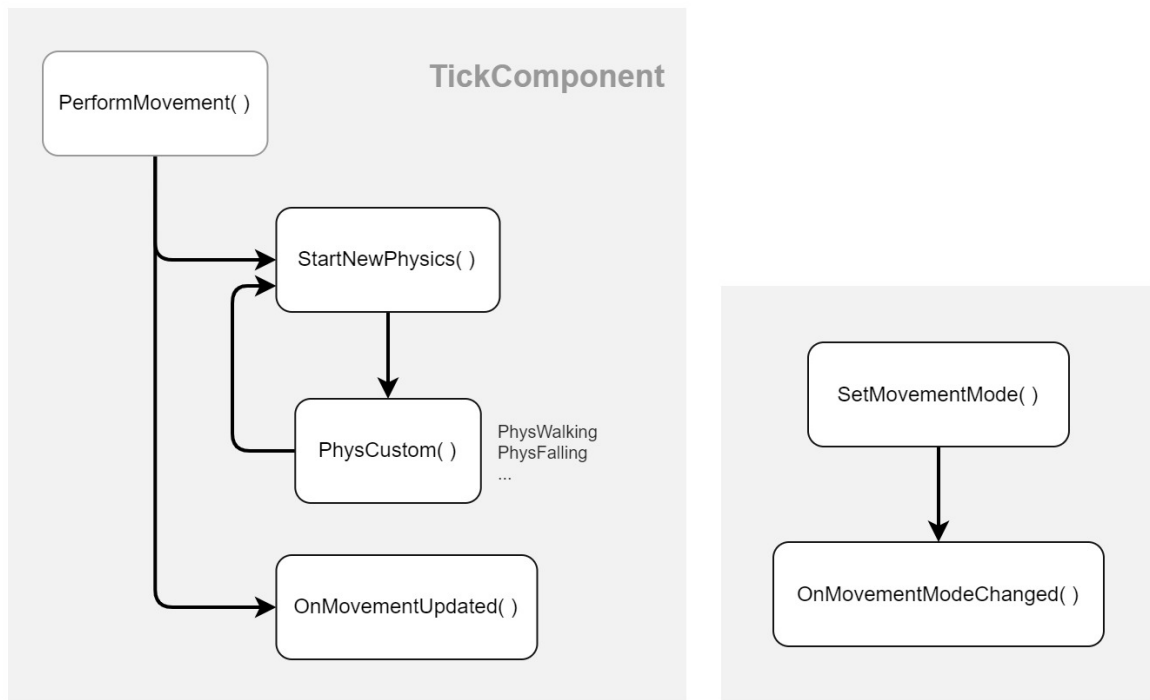 TickComponent
PerformMovement( )
StartNewPhysics( )
PhysCustom( )
PhysWalking
PhysFalling
...
OnMovementUpdated( )
SetMovementMode( )
OnMovementModeChanged( )